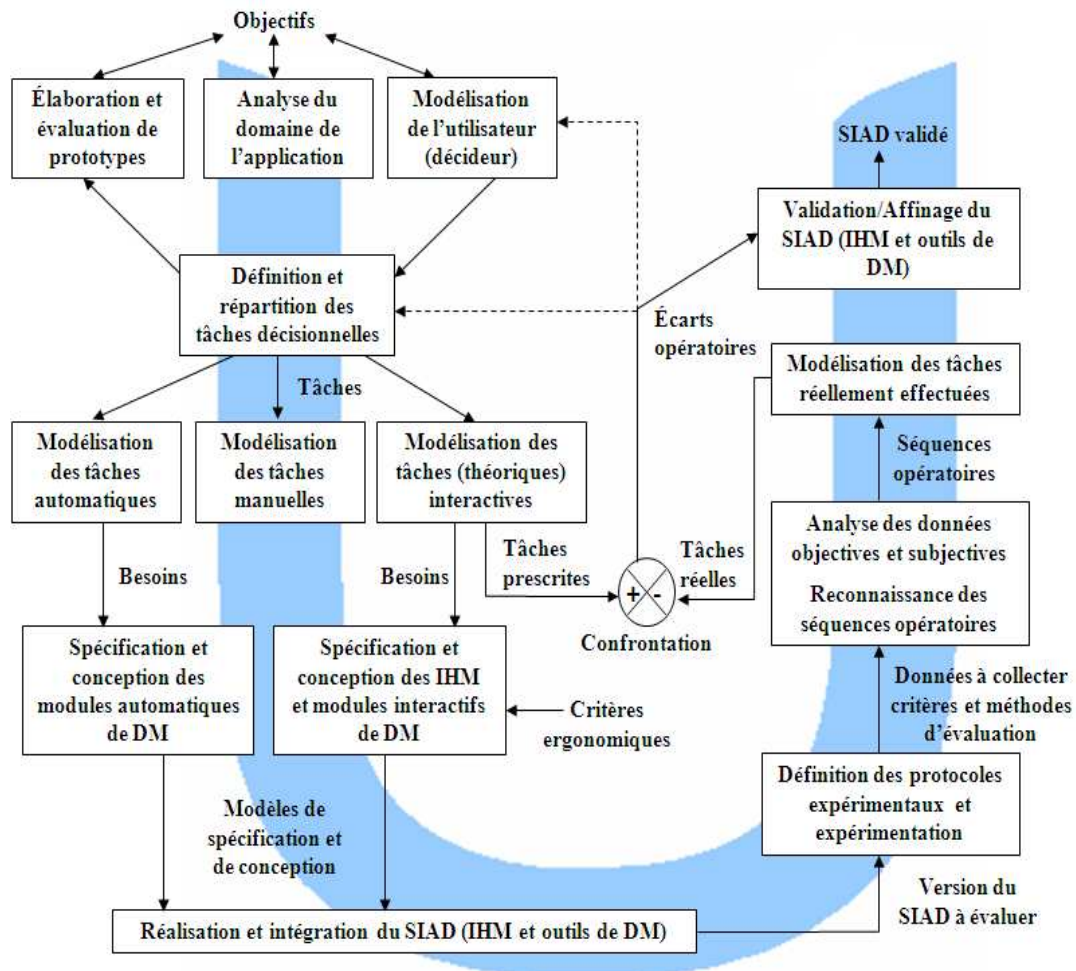 Objectifs
Élaboration et
évaluation de
prototypes
Analyse du
domaine de
l'application
Modélisation
de l'utilisateur
(décideur)
SIAD validé
Validation/Affinage du
SIAD (IHM et outils de
DM)
Définition et
répartition des
tâches décisionnelles
Écarts
opératoires
Modélisation des tâches
réellement effectuées
Tâches
Modélisation
des tâches
automatiques
Modélisation
des tâches
manuelles
Modélisation des
tâches (théoriques)
interactives
Séquences
opératoires
Analyse des données
objectives et subjectives
Reconnaissance des
séquences opératoires
Besoins
Besoins
Tâches
prescrites
+ -
Tâches
réelles
Confrontation
Spécification et
conception des
modules automatiques
de DM
Spécification et
conception des IHM
et modules interactifs
de DM
Critères
ergonomiques
Données à collecter
critères et méthodes
d'évaluation
Définition des protocoles
expérimentaux et
expérimentation
Modèles de
spécification et
de conception
Version du
SIAD à évaluer
Réalisation et intégration du SIAD (IHM et outils de DM)